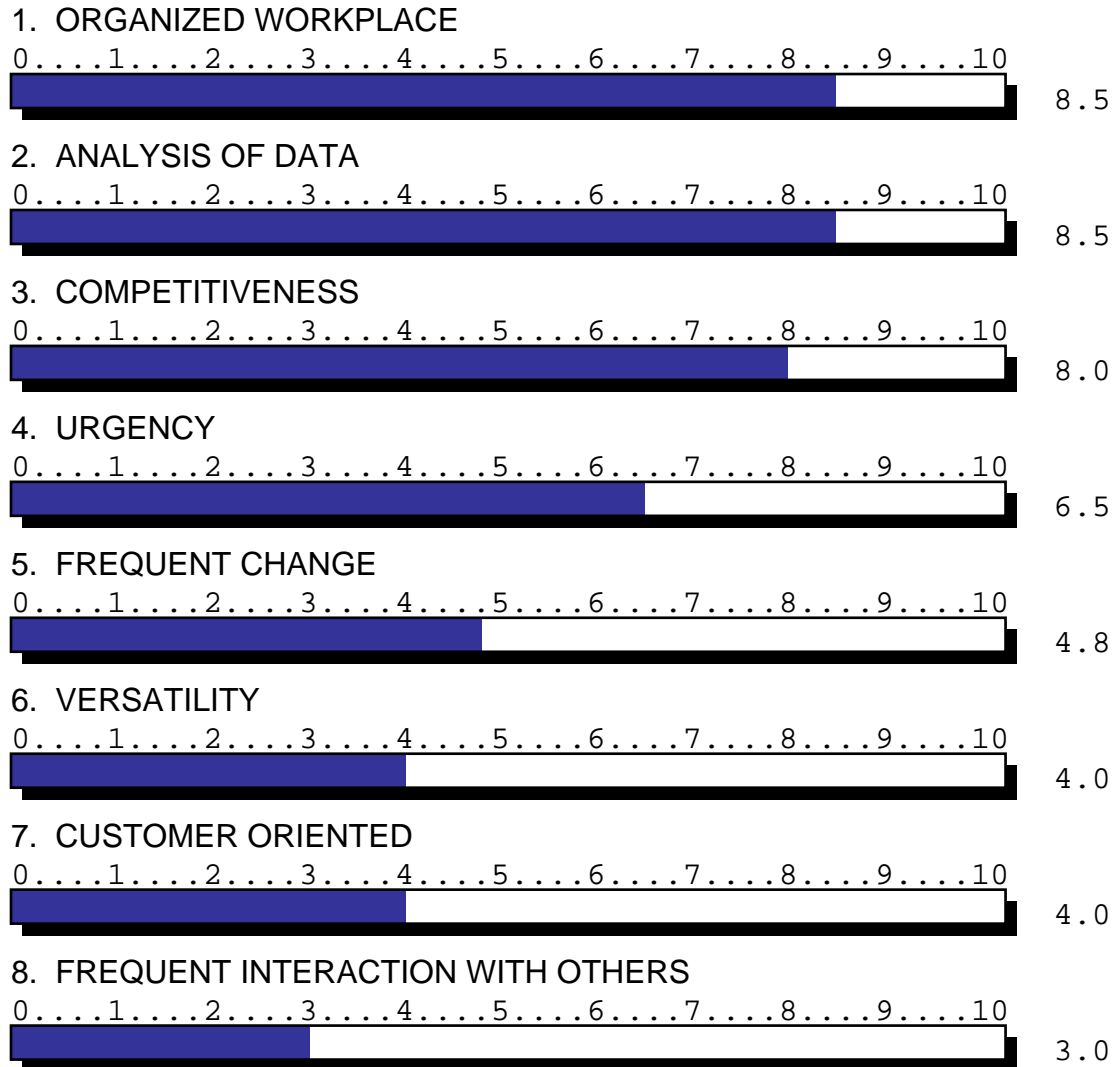 1. ORGANIZED WORKPLACE
0....1....2....3....4....5....6....7....8....9....10
8.5
2. ANALYSIS OF DATA
0....1....2....3....4....5....6....7....8....9....10
8.5
3. COMPETITIVENESS
0....1....2....3....4....5....6....7....8....9....10
8.0
4. URGENCY
0....1....2....3....4....5....6....7....8....9....10
6.5
5. FREQUENT CHANGE
0....1....2....3....4....5....6....7....8....9....10
4.8
6. VERSATILITY
0....1....2....3....4....5....6....7....8....9....10
4.0
7. CUSTOMER ORIENTED
0....1....2....3....4....5....6....7....8....9....10
4.0
8. FREQUENT INTERACTION WITH OTHERS
0....1....2....3....4....5....6....7....8....9....10
3.0